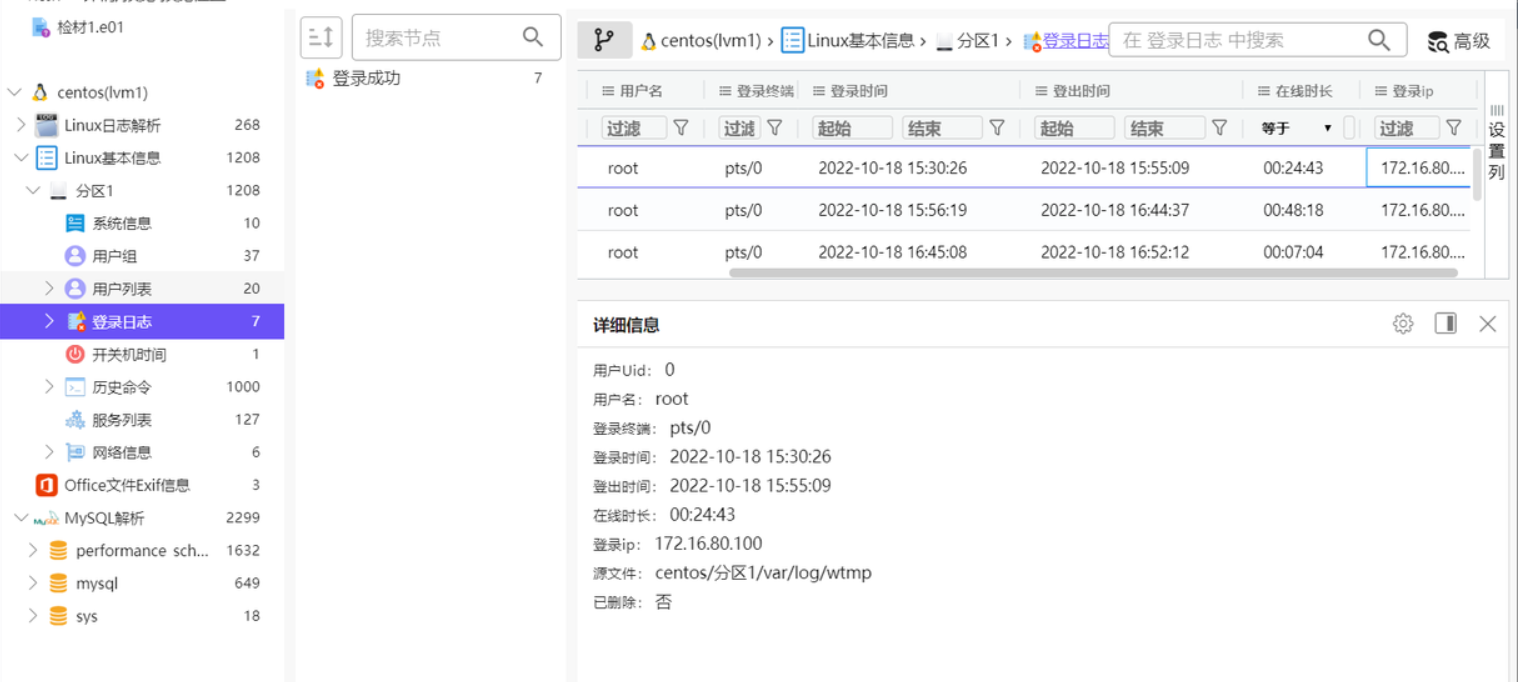 检材1.e01
centos(lvm1)
Linux日志解析 268
Linux基本信息 1208
分区1 1208
系统信息 10
用户组 37
用户列表 20
登录日志 7
开关机时间 1
历史命令 1000
服务列表 127
网络信息 6
Office文件Exif信息 3
MySQL解析 2299
performance sch... 1632
mysql 649
sys 18
搜索节点
登录成功 7
centos(lvm1) › Linux基本信息 › 分区1 › 登录日志 在 登录日志 中搜索 高级
用户名 登录终端 登录时间 登出时间 在线时长 登录ip
过滤 过滤 起始 结束 起始 结束 等于 过滤
root pts/0 2022-10-18 15:30:26 2022-10-18 15:55:09 00:24:43 172.16.80....
root pts/0 2022-10-18 15:56:19 2022-10-18 16:44:37 00:48:18 172.16.80....
root pts/0 2022-10-18 16:45:08 2022-10-18 16:52:12 00:07:04 172.16.80....
设置列
详细信息
用户Uid: 0
用户名: root
登录终端: pts/0
登录时间: 2022-10-18 15:30:26
登出时间: 2022-10-18 15:55:09
在线时长: 00:24:43
登录ip: 172.16.80.100
源文件: centos/分区1/var/log/wtmp
已删除: 否